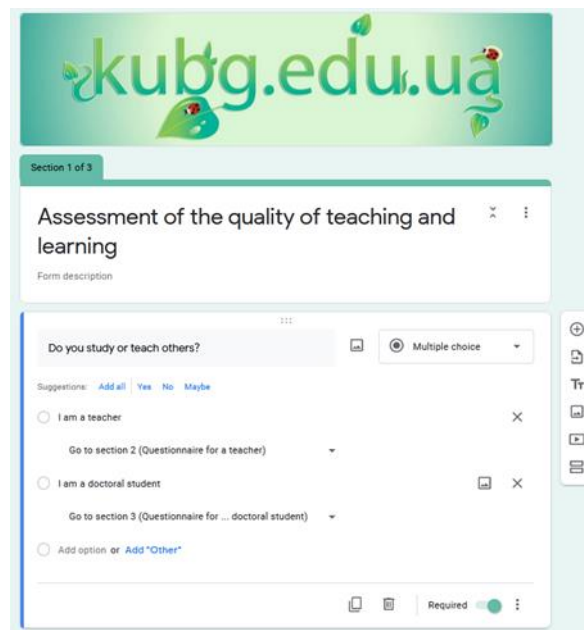 kubg.edu.ua
Section 1 of 3
Assessment of the quality of teaching and
learning
Form description
Do you study or teach others?
Multiple choice
Suggestions: Add all Yes No Maybe
I am a teacher
Go to section 2 (Questionnaire for a teacher)
I am a doctoral student
Go to section 3 (Questionnaire for ... doctoral student)
Add option or Add "Other"
Required
Tт